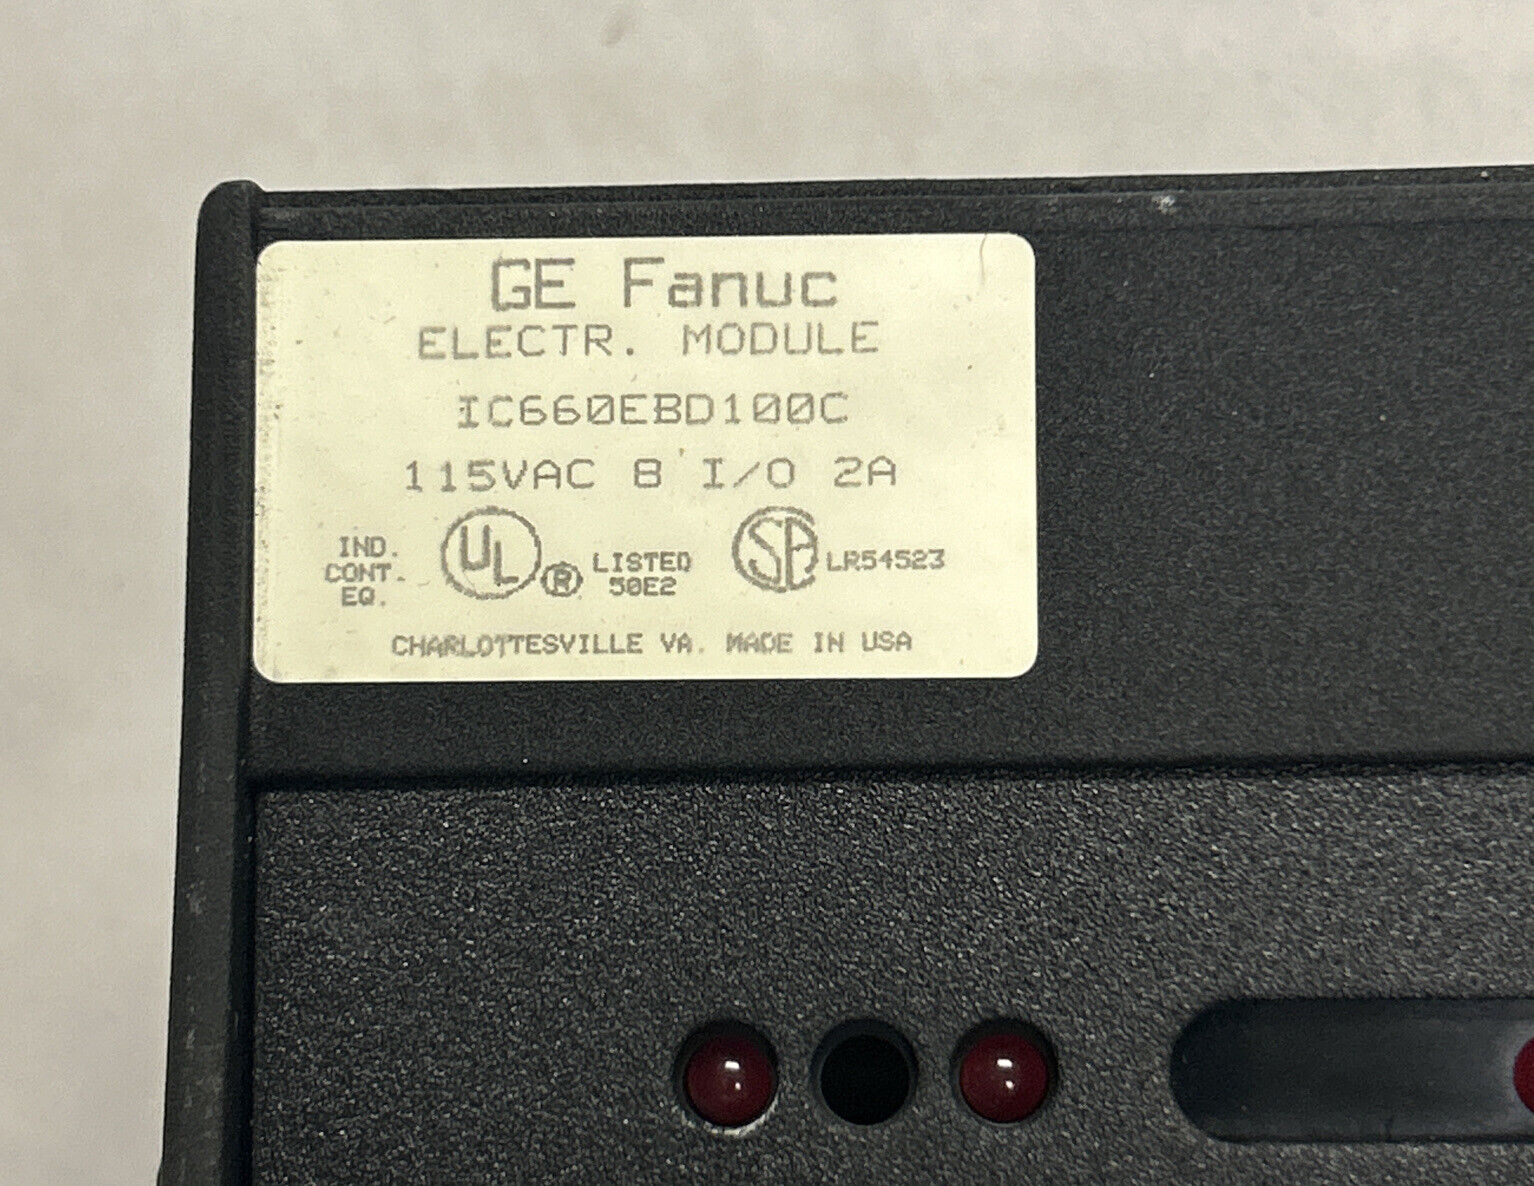 GE Fanuc
ELECTR. MODULE
IC660EBD100C
115VAC 8 I/O 2A
IND. CONT. EQ.
UL ® LISTED 50E2
SA LR54523
CHARLOTTESVILLE VA. MADE IN USA